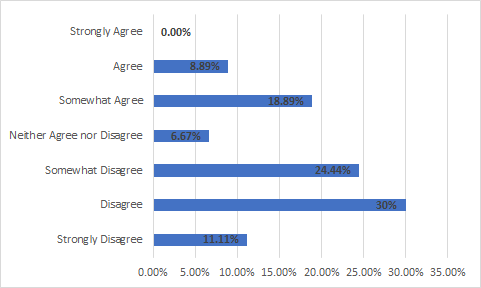 Strongly Agree 0.00%
Agree 8.89%
Somewhat Agree 18.89%
Neither Agree nor Disagree 6.67%
Somewhat Disagree 24.44%
Disagree 30%
Strongly Disagree 11.11%
0.00% 5.00% 10.00% 15.00% 20.00% 25.00% 30.00% 35.00%